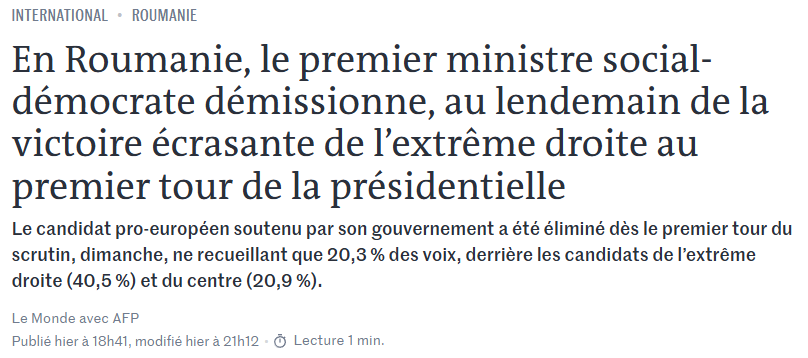 INTERNATIONAL • ROUMANIE
En Roumanie, le premier ministre social-
démocrate démissionne, au lendemain de la
victoire écrasante de l’extrême droite au
premier tour de la présidentielle
Le candidat pro-européen soutenu par son gouvernement a été éliminé dès le premier tour du
scrutin, dimanche, ne recueillant que 20,3 % des voix, derrière les candidats de l’extrême
droite (40,5 %) et du centre (20,9 %).
Le Monde avec AFP
Publié hier à 18h41, modifié hier à 21h12 • Lecture 1 min.